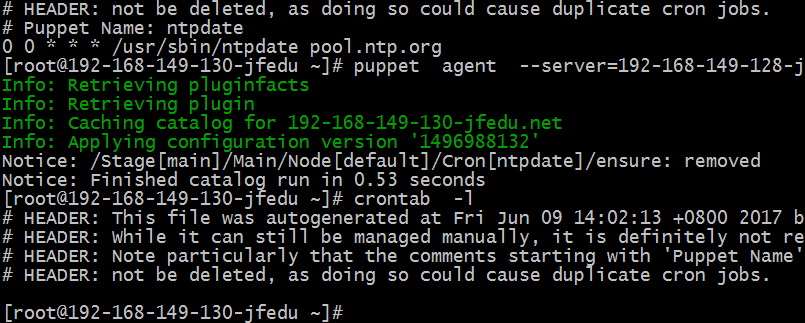 # HEADER: not be deleted, as doing so could cause duplicate cron jobs.
# Puppet Name: ntpdate
0 0 * * * /usr/sbin/ntpdate pool.ntp.org
[root@192-168-149-130-jfedu ~]# puppet  agent  --server=192-168-149-128-j
Info: Retrieving pluginfacts
Info: Retrieving plugin
Info: Caching catalog for 192-168-149-130-jfedu.net
Info: Applying configuration version '1496988132'
Notice: /Stage[main]/Main/Node[default]/Cron[ntpdate]/ensure: removed
Notice: Finished catalog run in 0.53 seconds
[root@192-168-149-130-jfedu ~]# crontab  -l
# HEADER: This file was autogenerated at Fri Jun 09 14:02:13 +0800 2017 b
# HEADER: While it can still be managed manually, it is definitely not re
# HEADER: Note particularly that the comments starting with 'Puppet Name'
# HEADER: not be deleted, as doing so could cause duplicate cron jobs.
[root@192-168-149-130-jfedu ~]#